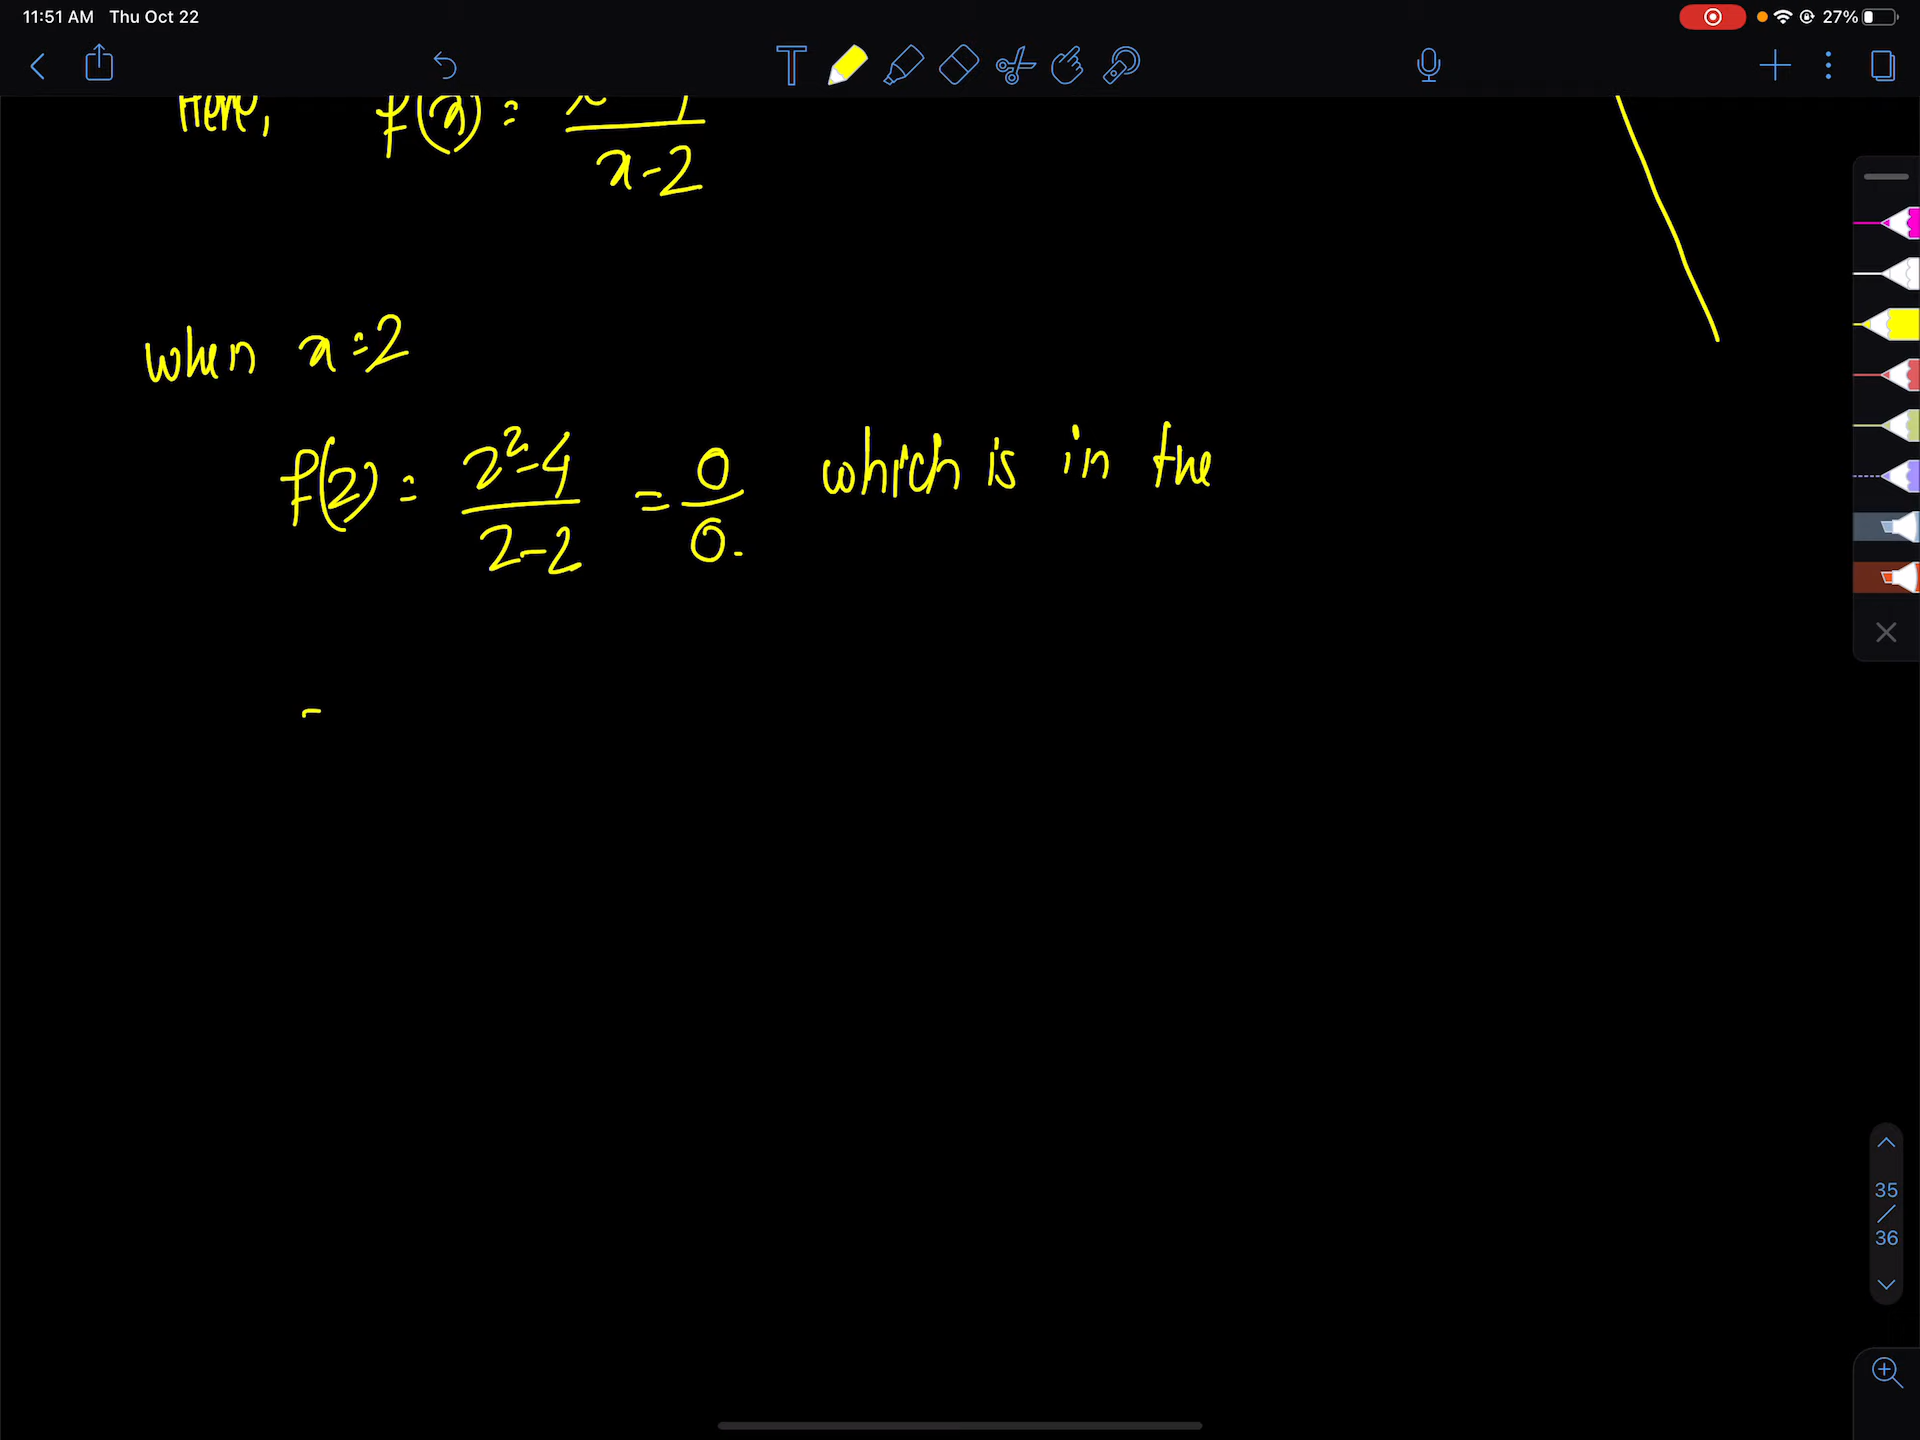 11:51 AM Thu Oct 22
27%
Here, f(x) =
x-2
when x=2
f(2) = 2²-4 / 2-2 = 0/0. which is in the
35
/
36